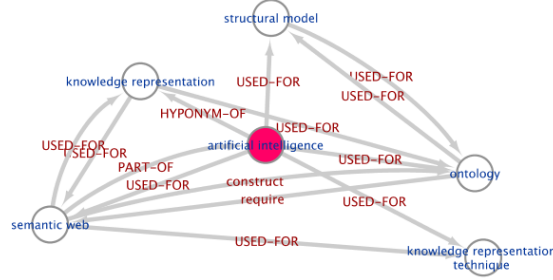 structural model
USED-FOR
knowledge representation
USED-FOR
USED-FOR
HYPONYM-OF
USED-FOR
artificial intelligence
USED-FOR
USED-FOR
USED-FOR
PART-OF
ontology
construct
USED-FOR
require
USED-FOR
semantic web
USED-FOR
knowledge representation
technique